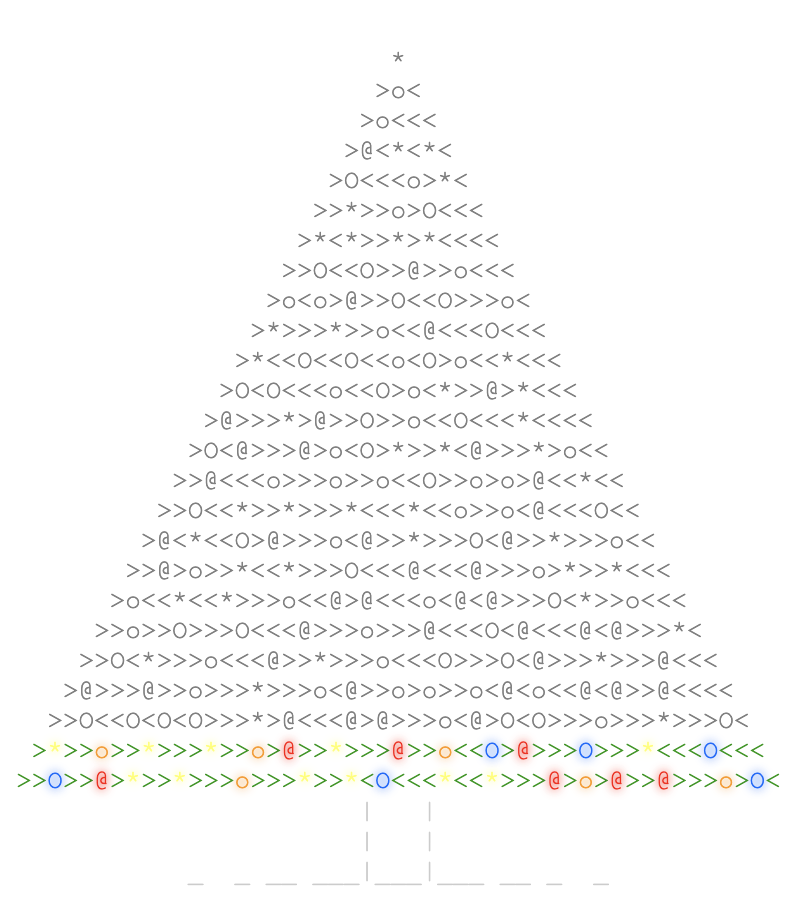 *
>o<
>o<<<
>@<*<*<
>O<<<o>*<
>>*>>o>O<<<
>*<*>>*>*<<<<
>>O<<O>>@>>o<<<
>o<o>@>>O<<O>>>o<
>*>>>*>>o<<@<<<O<<<
>*<<O<<O<<o<O>o<<*<<<
>O<O<<<o<<O>o<*>>@>*<<<
>@>>>*>@>>O>>o<<O<<<*<<<<
>O<@>>>@>o<O>*>>*<@>>>*>o<<
>>@<<<o>>>o>>o<<O>>o>o>@<<*<<
>>O<<*>>*>>>*<<<*<<o>>o<@<<<O<<
>@<*<<O>@>>>o<@>>*>>>O<@>>*>>>o<<
>>@>o>>*<<*>>>O<<<@<<<@>>>o>*>>*<<<
>o<<*<<*>>>o<<@>@<<<o<@<@>>>O<*>>o<<<
>>o>>O>>>O<<<@>>>o>>>@<<<O<@<<<@<@>>>*<
>>O<*>>>o<<<@>>*>>>o<<<O>>>O<@>>>*>>>@<<<
>@>>>@>>o>>>*>>>o<@>>o>o>>o<@<o<<@<@>>@<<<<
>>O<<O<O<O>>>*>@<<<@>@<<@>>>o<@>O>>>o>>>*>>>O<
>*>>o>>*>>>*>>o>@>>*>>>@>>o<<O>@>>>O>>>*<<<O<<<
>>O>>@>*>>*>>>o>>>*>>*<O<<<*<<*>>>@>o>@>>@>>>o>O<
|   |
|   |
_  _ __ ___|___|___ __ _  _